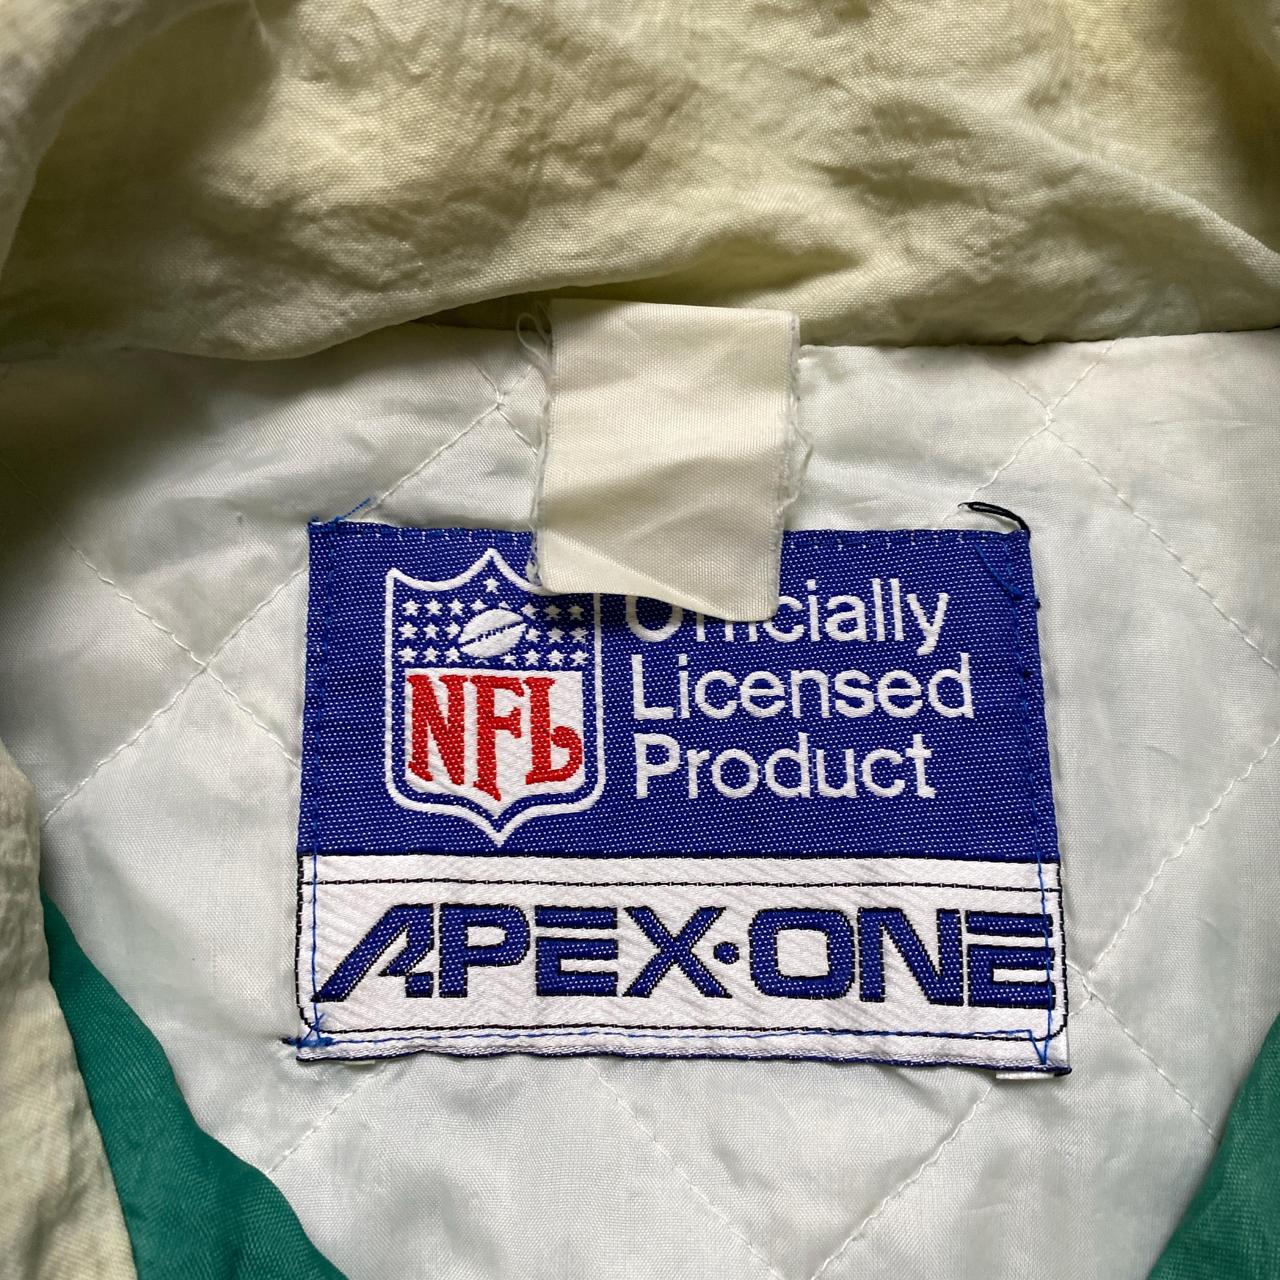 NFL
Officially
Licensed
Product
APEX·ONE